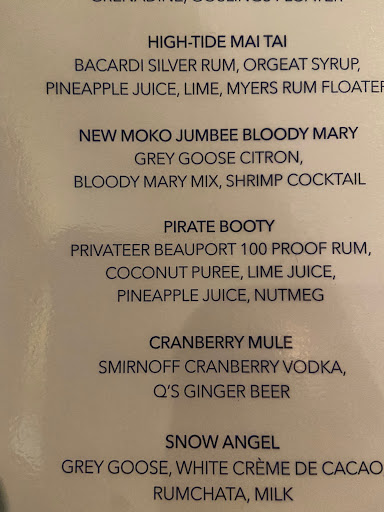 GRENADINE, GOSLINGS FLOATER
HIGH-TIDE MAI TAI
BACARDI SILVER RUM, ORGEAT SYRUP,
PINEAPPLE JUICE, LIME, MYERS RUM FLOATER
NEW MOKO JUMBEE BLOODY MARY
GREY GOOSE CITRON,
BLOODY MARY MIX, SHRIMP COCKTAIL
PIRATE BOOTY
PRIVATEER BEAUPORT 100 PROOF RUM,
COCONUT PUREE, LIME JUICE,
PINEAPPLE JUICE, NUTMEG
CRANBERRY MULE
SMIRNOFF CRANBERRY VODKA,
Q'S GINGER BEER
SNOW ANGEL
GREY GOOSE, WHITE CRÈME DE CACAO,
RUMCHATA, MILK